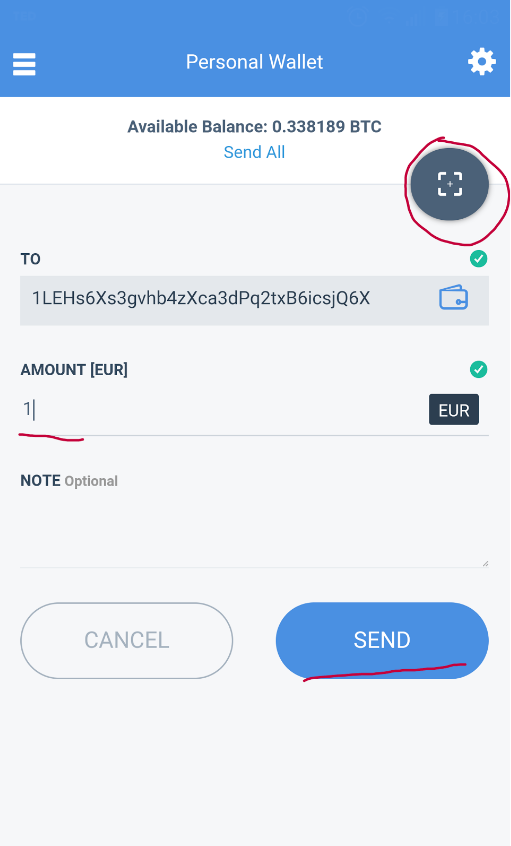 Personal Wallet
Available Balance: 0.338189 BTC
Send All
TO
1LEHs6Xs3gvhb4zXca3dPq2txB6icsjQ6X
AMOUNT [EUR]
1
EUR
NOTE Optional
CANCEL
SEND